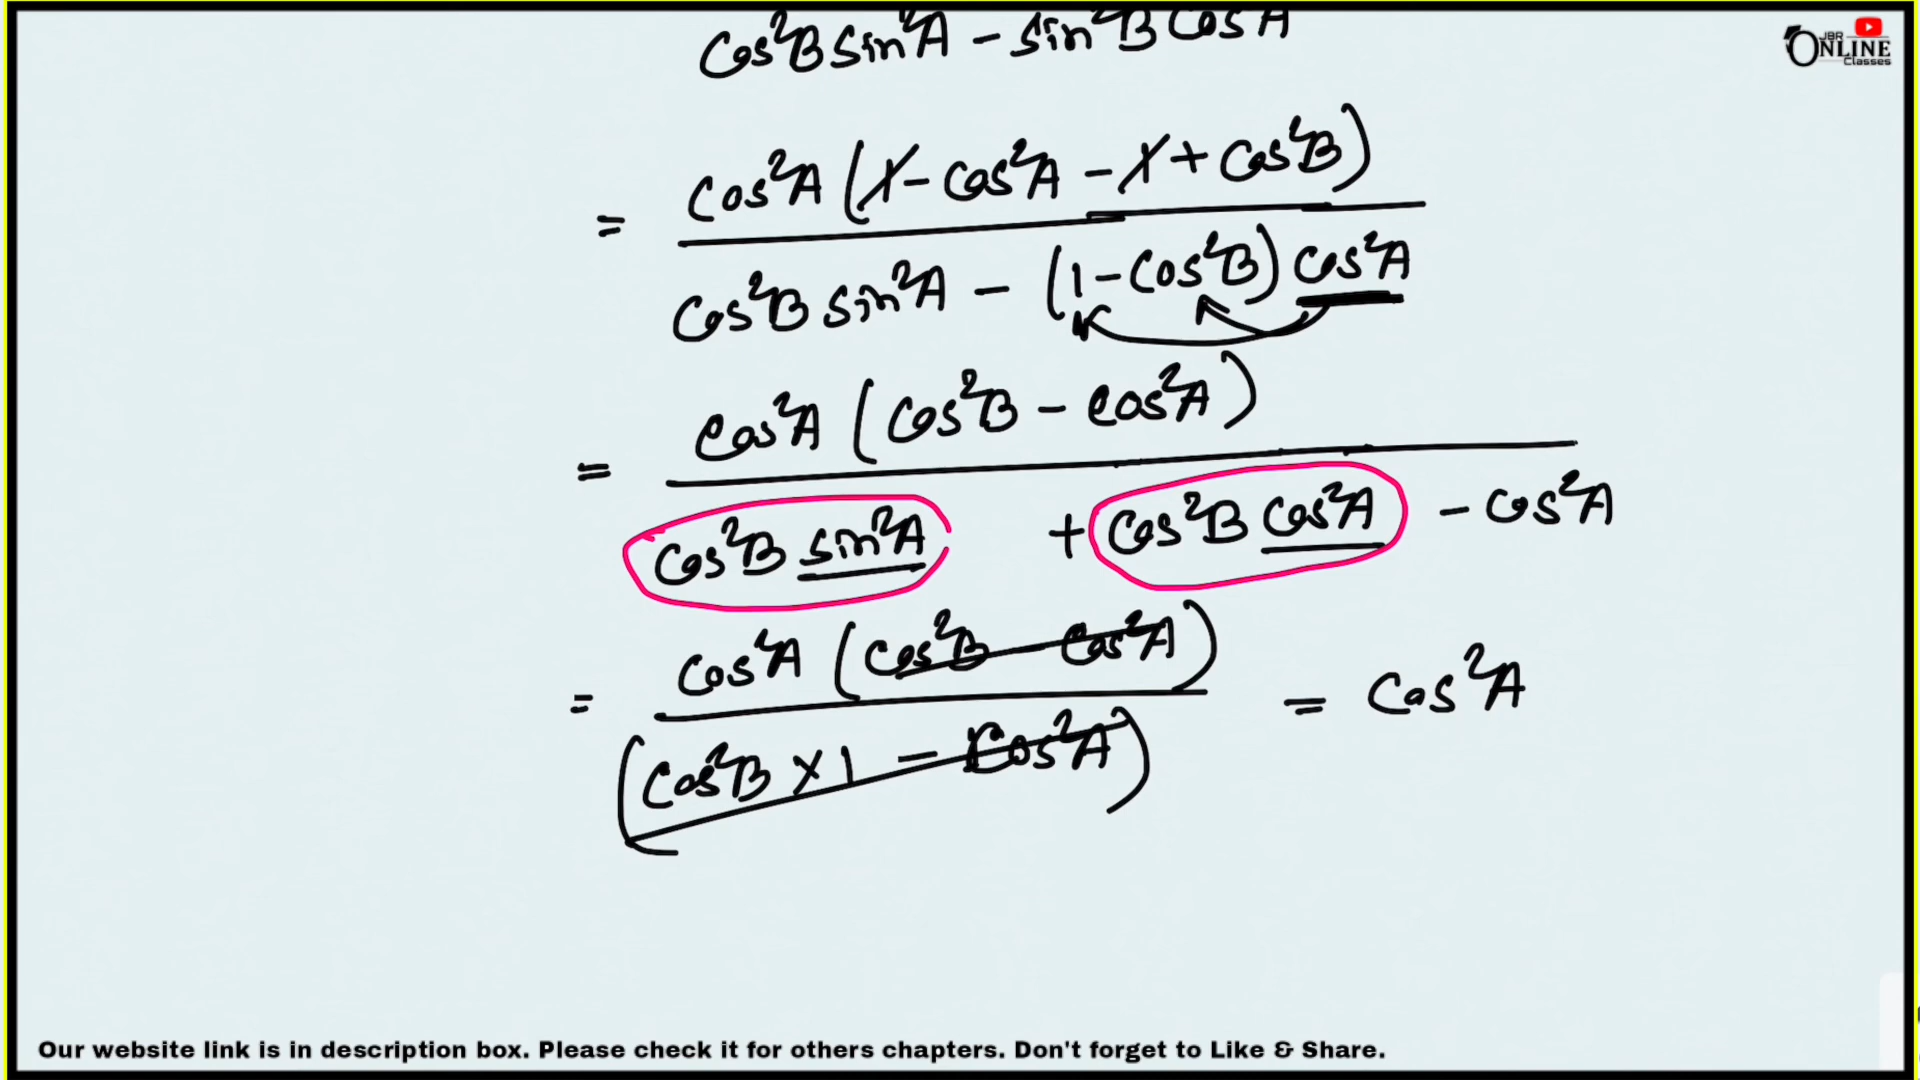 Cos²B Sin²A - Sin²B Cos²A
JBR
ONLINE
Classes
= Cos²A (1 - Cos²A - 1 + Cos²B)
Cos²B Sin²A - (1 - Cos²B) Cos²A
= Cos²A (Cos²B - Cos²A)
Cos²B Sin²A + Cos²B Cos²A - Cos²A
= Cos²A (Cos²B - Cos²A) = Cos²A
(Cos²B × 1 - Cos²A)
Our website link is in description box. Please check it for others chapters. Don't forget to Like & Share.